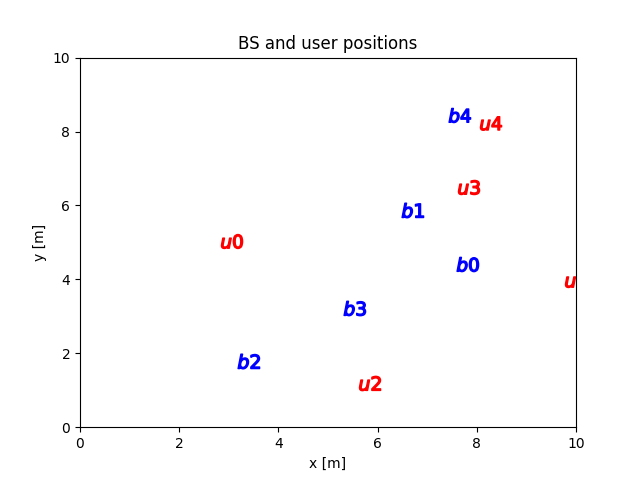 BS and user positions
10
b4
u4
8
u3
6
b1
u0
y [m]
b0
4
u
b3
2
b2
u2
0
0 2 4 6 8 10
x [m]